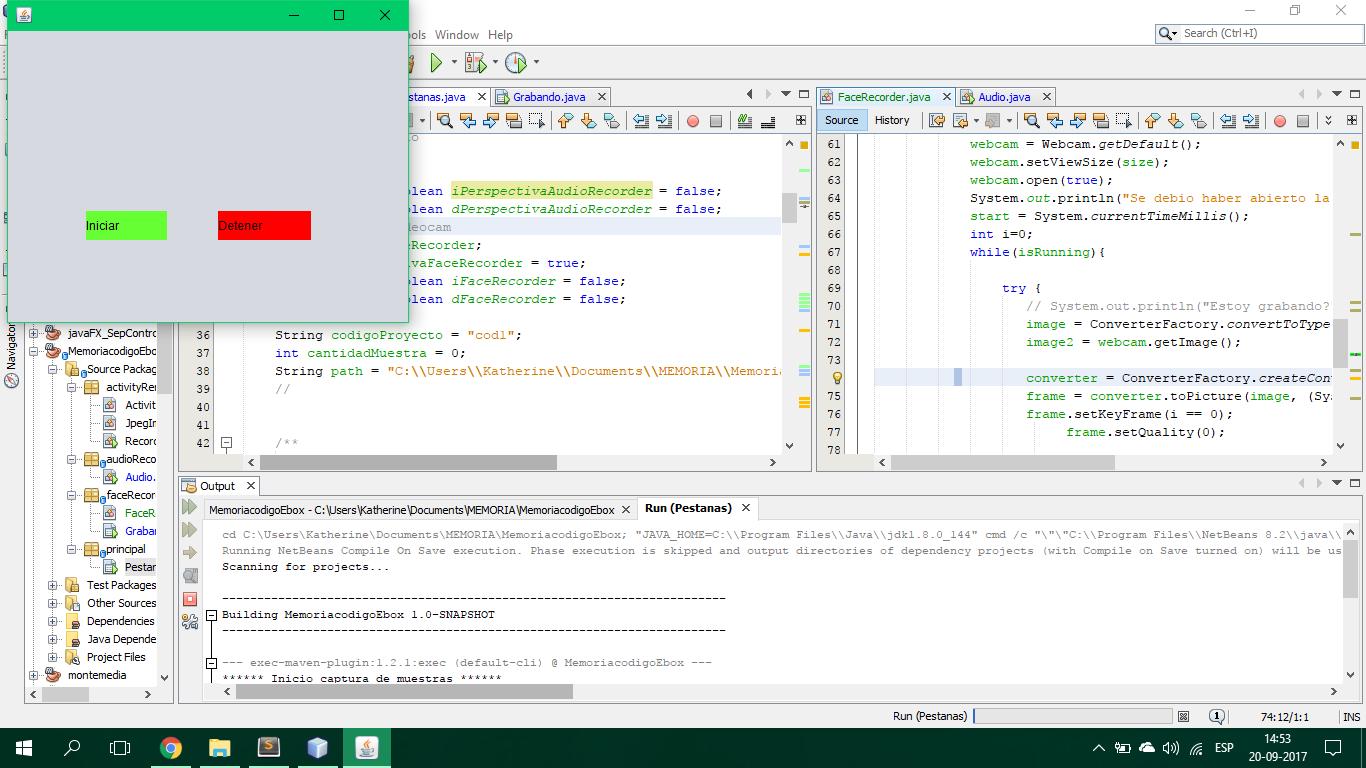 Iniciar
Detener
ools Window Help
Search (Ctrl+I)
estanas.java
Grabando.java
olean iPerspectivaAudioRecorder = false;
olean dPerspectivaAudioRecorder = false;
deocam
eRecorder;
vaFaceRecorder = true;
olean iFaceRecorder = false;
olean dFaceRecorder = false;
36 String codigoProyecto = "cod1";
37 int cantidadMuestra = 0;
38 String path = "C:\\Users\\Katherine\\Documents\\MEMORIA\\Memoria
39 //
40
41
42 /**
FaceRecorder.java
Audio.java
Source History
61 webcam = Webcam.getDefault();
62 webcam.setViewSize(size);
63 webcam.open(true);
64 System.out.println("Se debio haber abierto la
65 start = System.currentTimeMillis();
66 int i=0;
67 while(isRunning){
68
69 try {
70 // System.out.println("Estoy grabando?
71 image = ConverterFactory.convertToType
72 image2 = webcam.getImage();
73
converter = ConverterFactory.createCon
75 frame = converter.toPicture(image, (Sy
76 frame.setKeyFrame(i == 0);
77 frame.setQuality(0);
78
Navigator
javaFX_SepContro
MemoriacodigoEbo
Source Packag
activityRe
Activit
JpegIm
Record
audioReco
Audio.
faceRecor
FaceR
Graba
principal
Pestar
Test Packages
Other Sources
Dependencies
Java Depende
Project Files
montemedia
Output
MemoriacodigoEbox - C:\Users\Katherine\Documents\MEMORIA\MemoriacodigoEbox
Run (Pestanas)
cd C:\Users\Katherine\Documents\MEMORIA\MemoriacodigoEbox; "JAVA_HOME=C:\\Program Files\\Java\\jdk1.8.0_144" cmd /c "\"\"C:\\Program Files\\NetBeans 8.2\\java\\
Running NetBeans Compile On Save execution. Phase execution is skipped and output directories of dependency projects (with Compile on Save turned on) will be us
Scanning for projects...
------------------------------------------------------------------------
Building MemoriacodigoEbox 1.0-SNAPSHOT
------------------------------------------------------------------------
--- exec-maven-plugin:1.2.1:exec (default-cli) @ MemoriacodigoEbox ---
****** Inicio captura de muestras ******
Run (Pestanas)
1
74:12/1:1
INS
ESP
14:53
20-09-2017